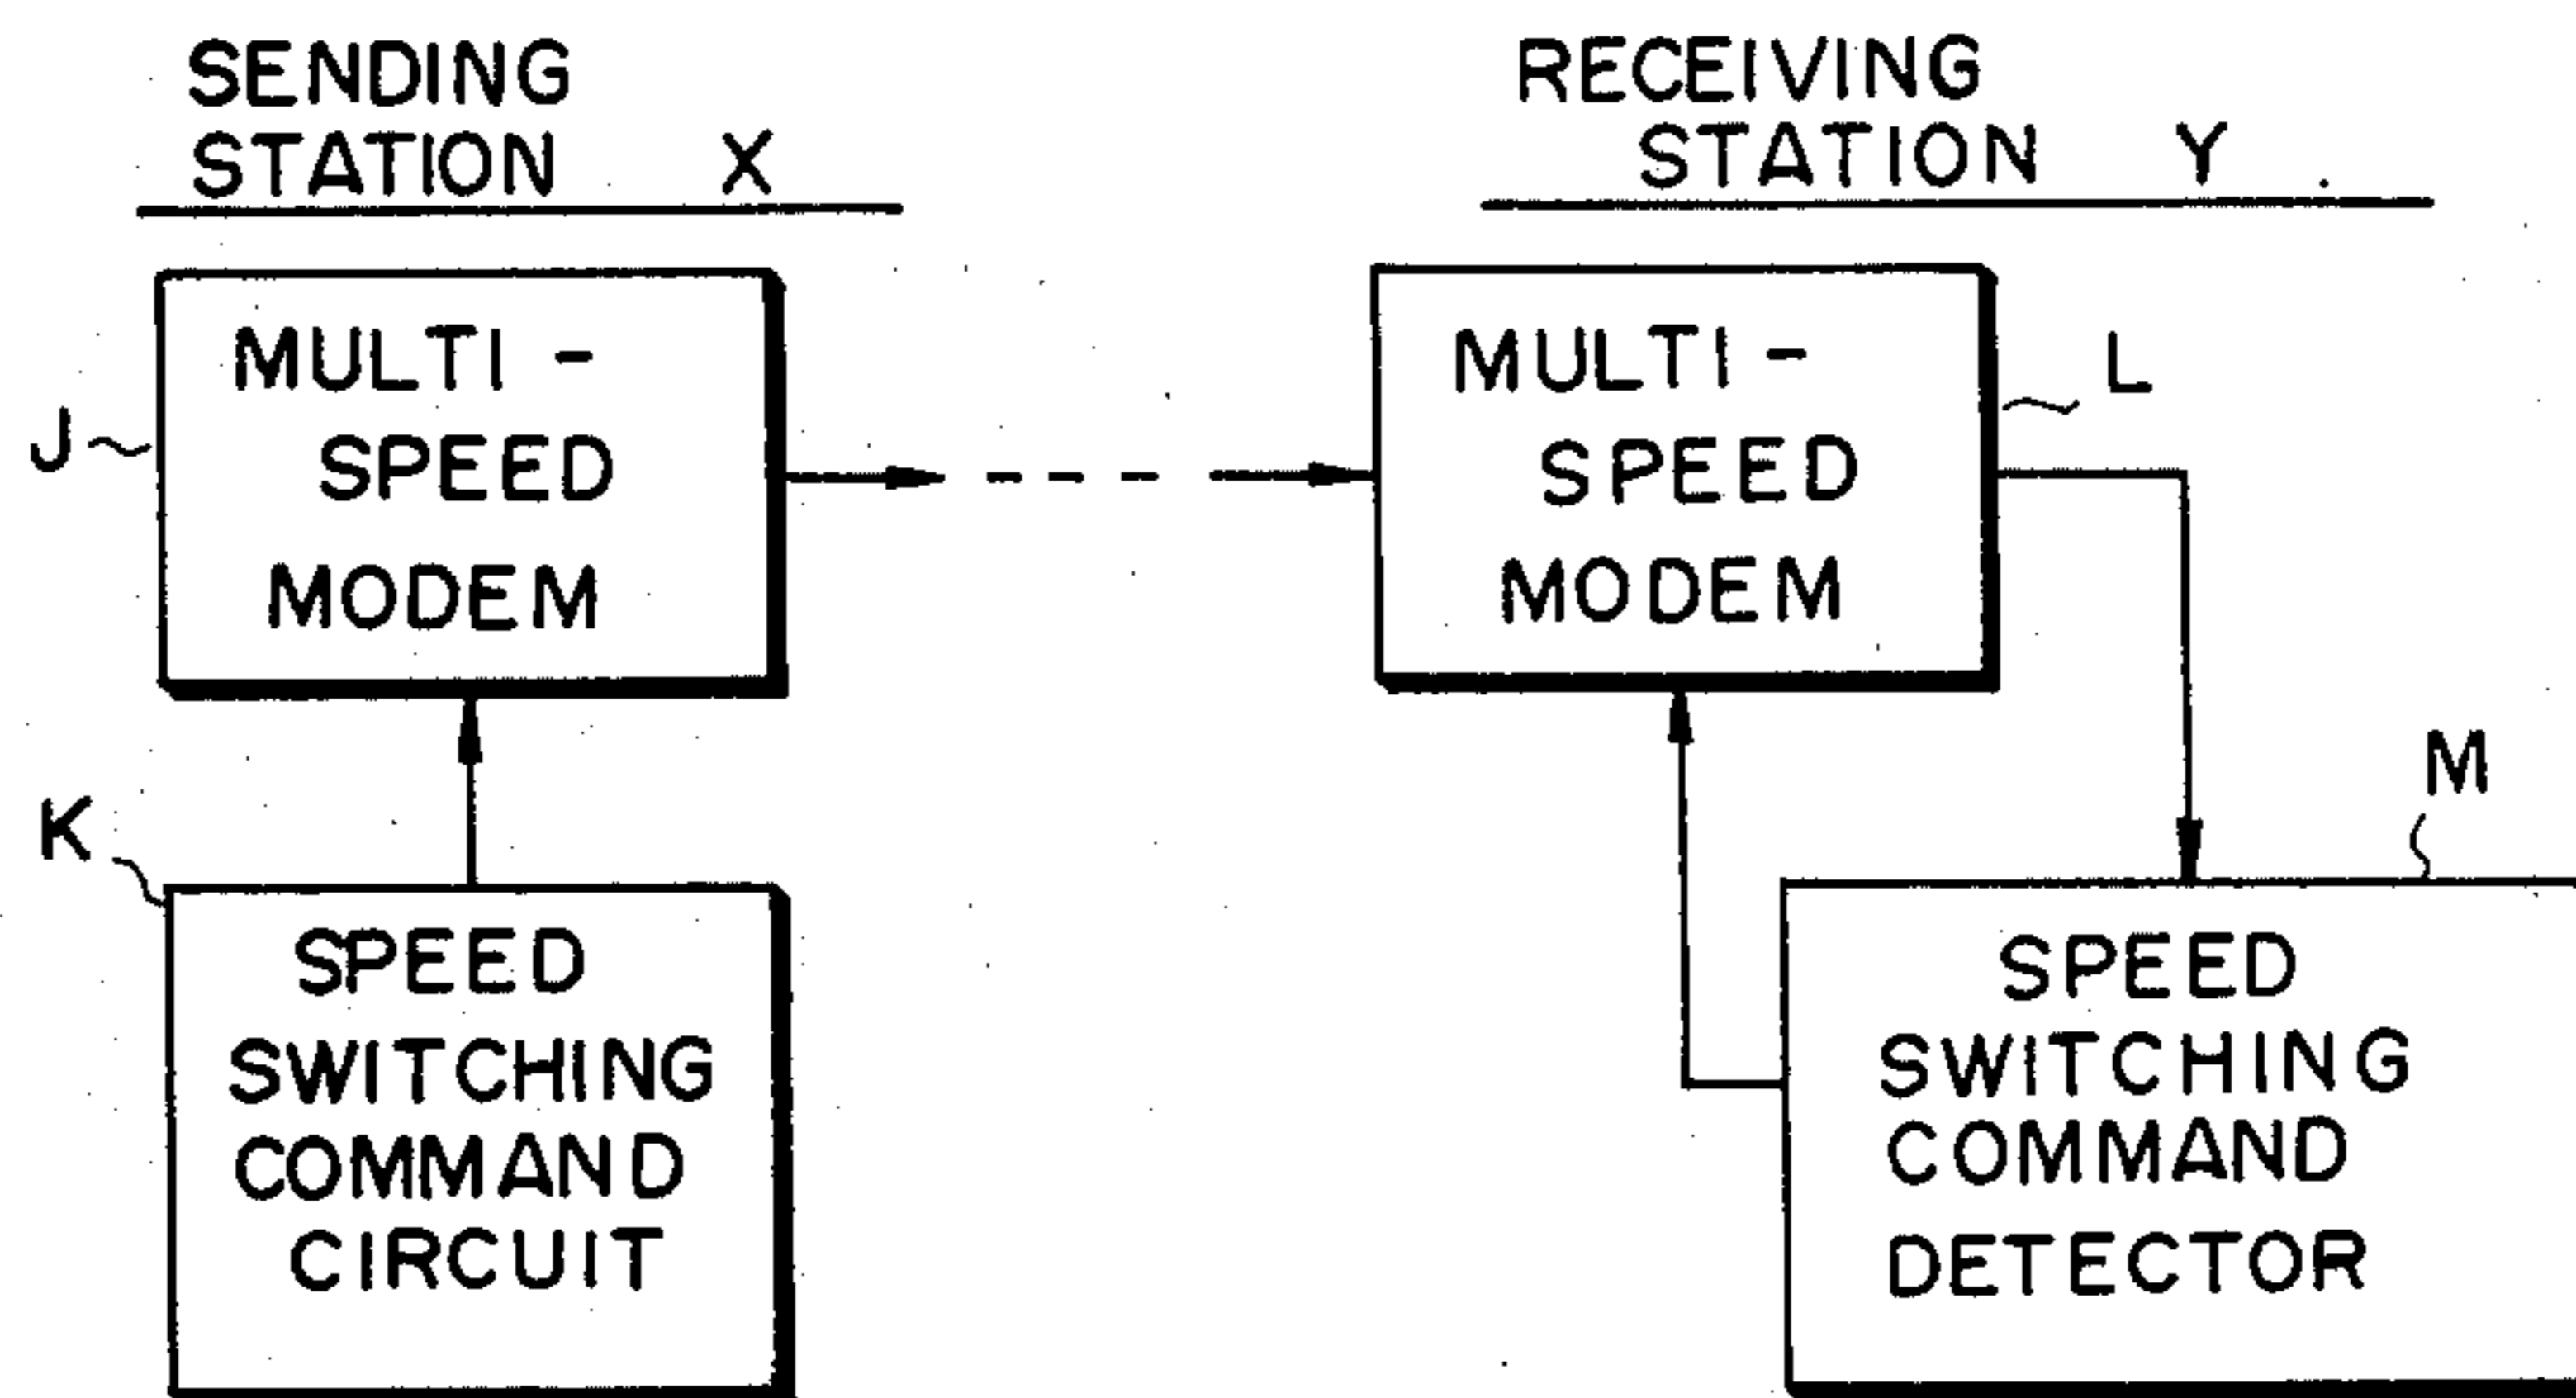 SENDING
STATION X
RECEIVING
STATION Y
J
MULTI-
SPEED
MODEM
MULTI-
SPEED
MODEM
L
K
SPEED
SWITCHING
COMMAND
CIRCUIT
M
SPEED
SWITCHING
COMMAND
DETECTOR